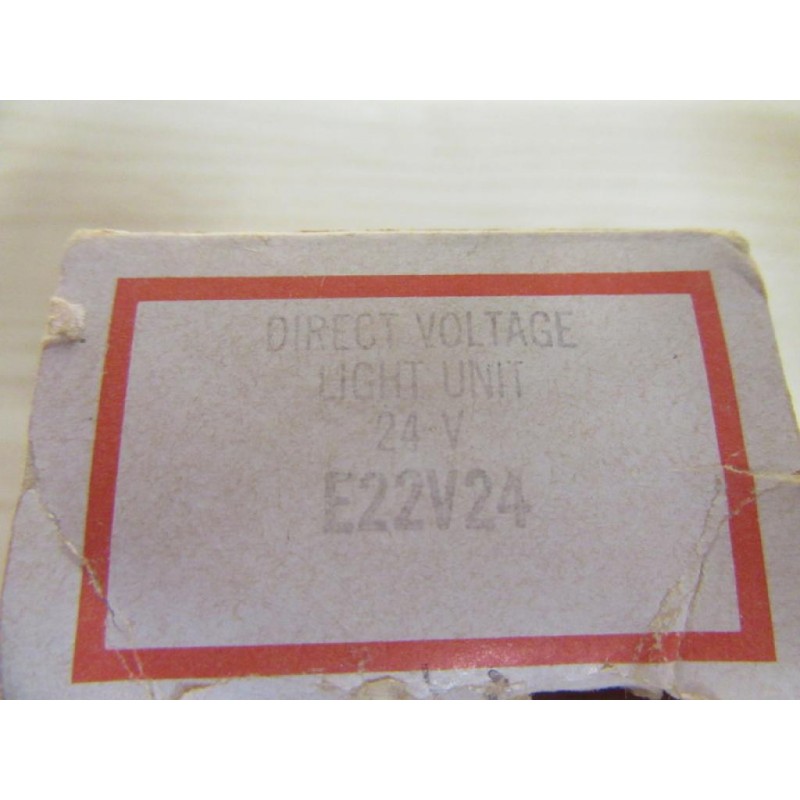 DIRECT VOLTAGE
LIGHT UNIT
24-V
E22V24